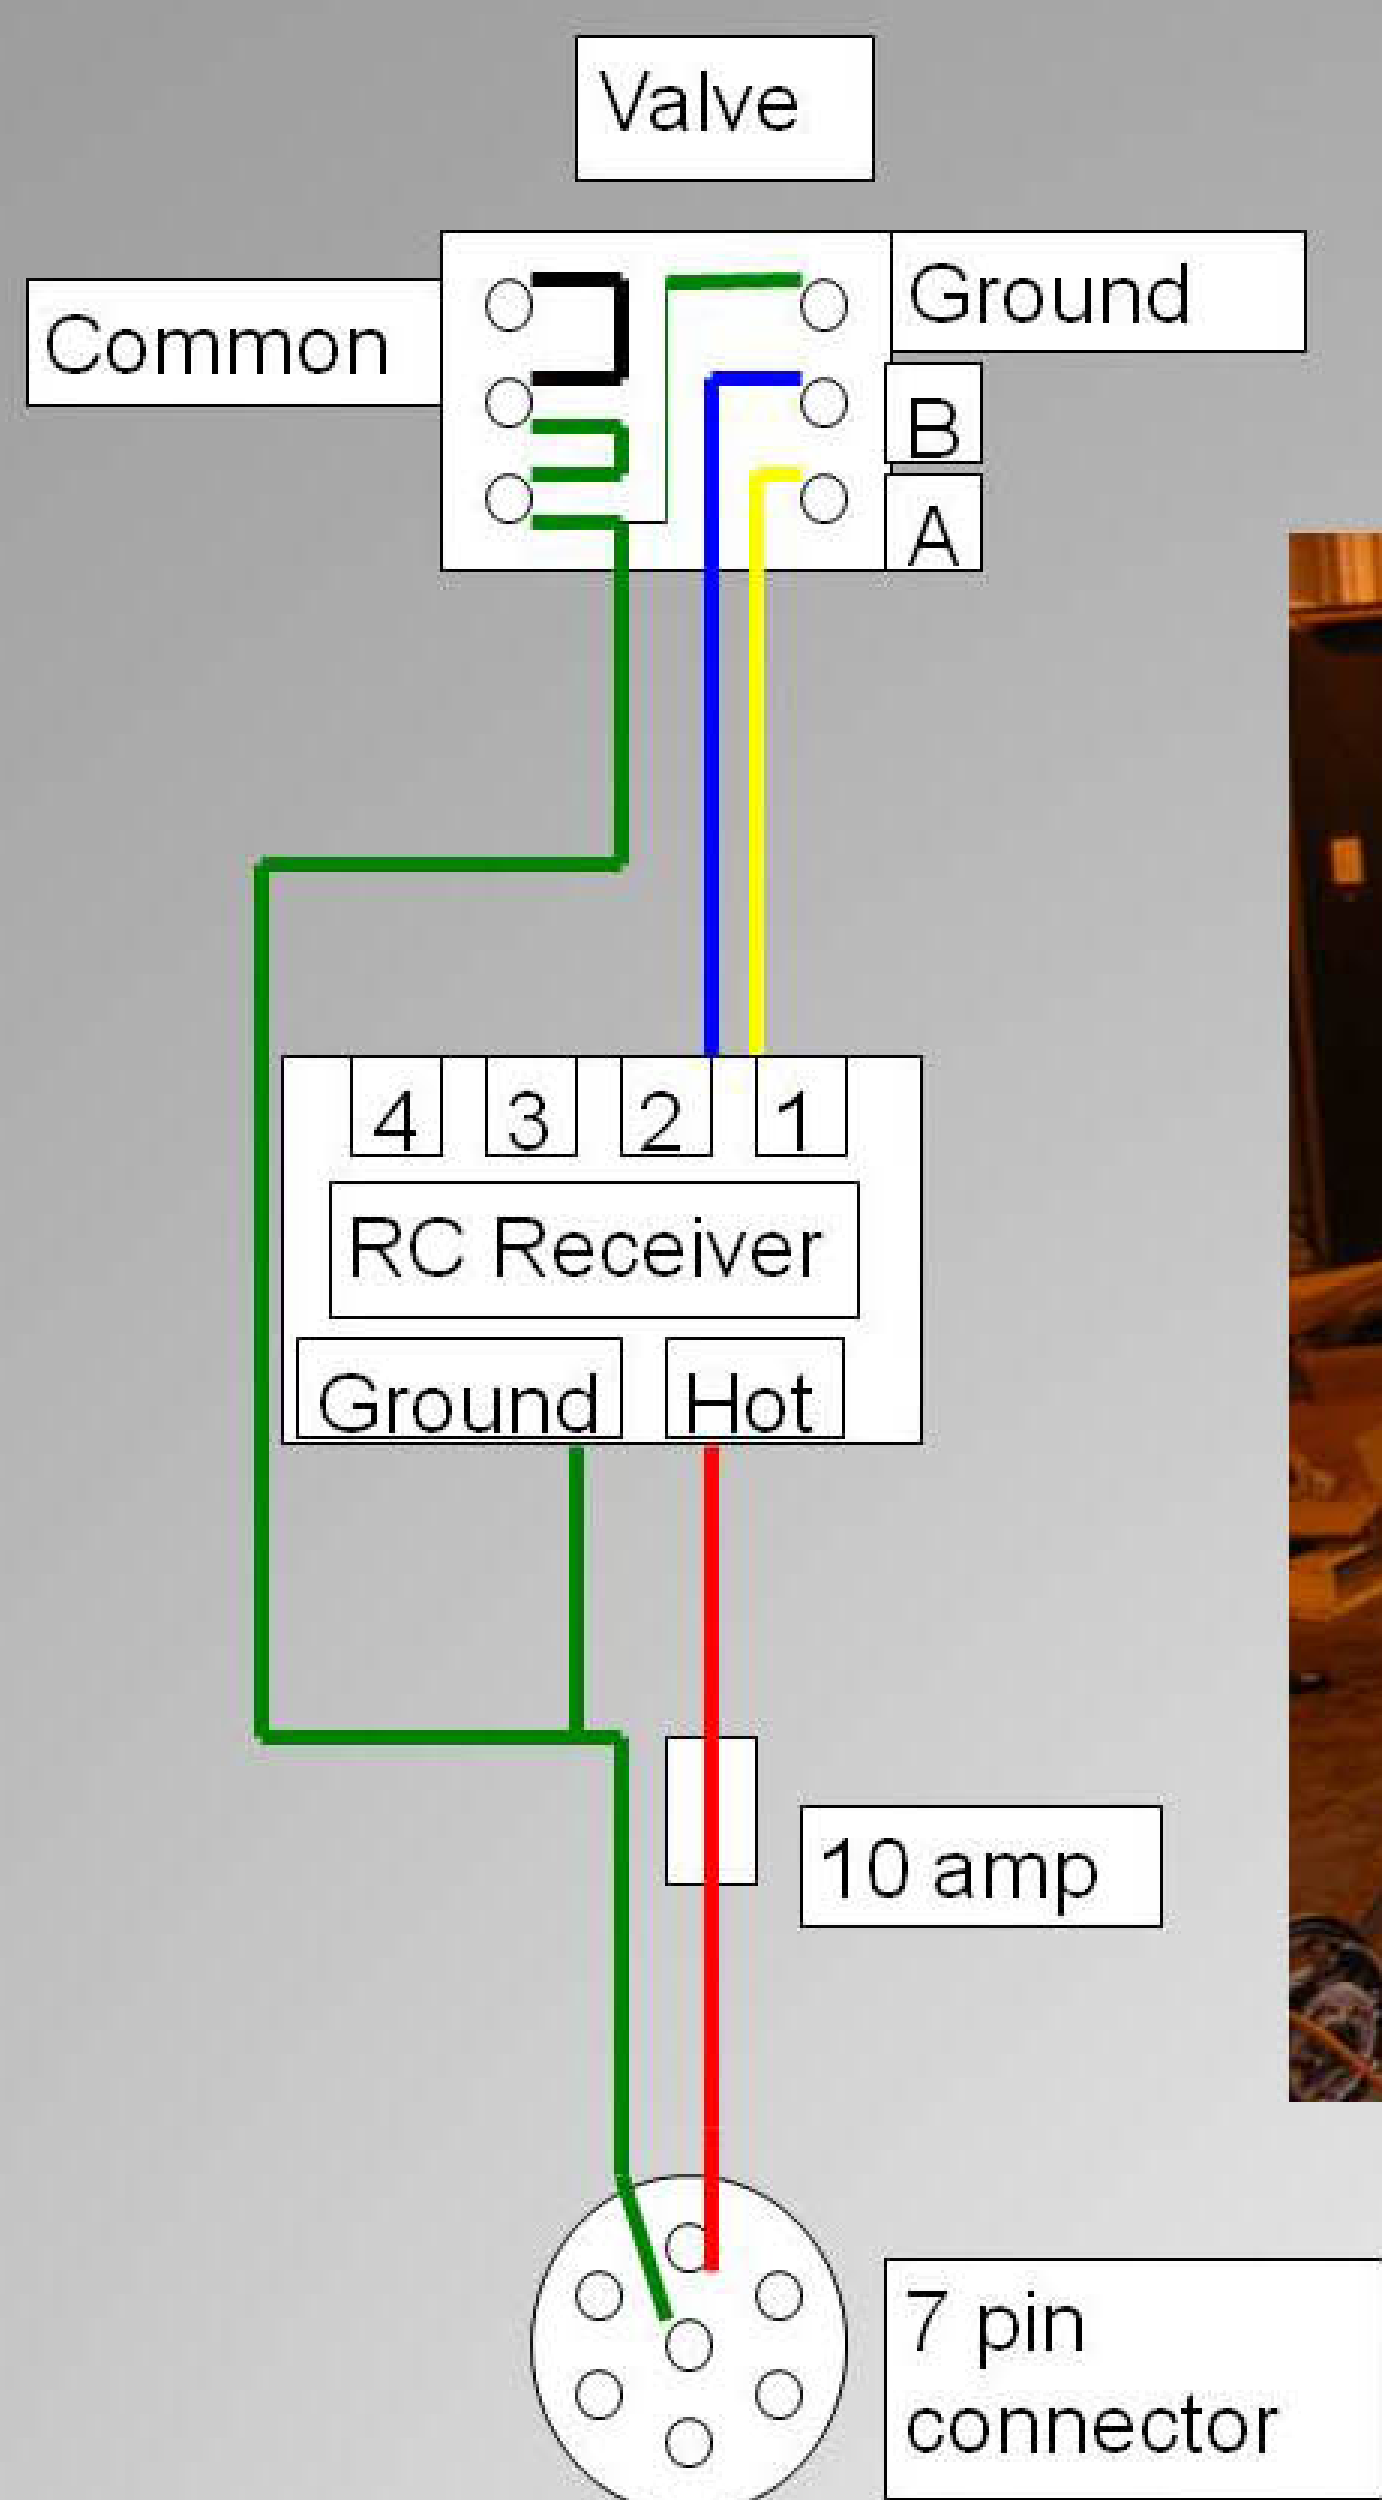 Valve
Common
Ground
B
A
4 3 2 1
RC Receiver
Ground Hot
10 amp
7 pin
connector